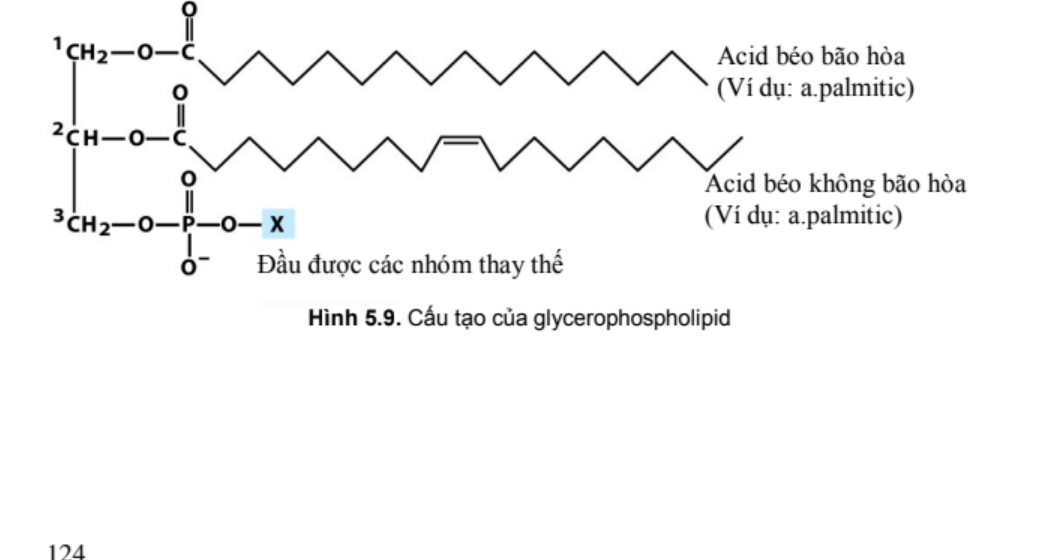 O
¹CH₂—O—C
Acid béo bão hòa
(Ví dụ: a.palmitic)
O
²CH—O—C
Acid béo không bão hòa
(Ví dụ: a.palmitic)
O
³CH₂—O—P—O—X
O⁻
Đầu được các nhóm thay thế
Hình 5.9. Cấu tạo của glycerophospholipid
124